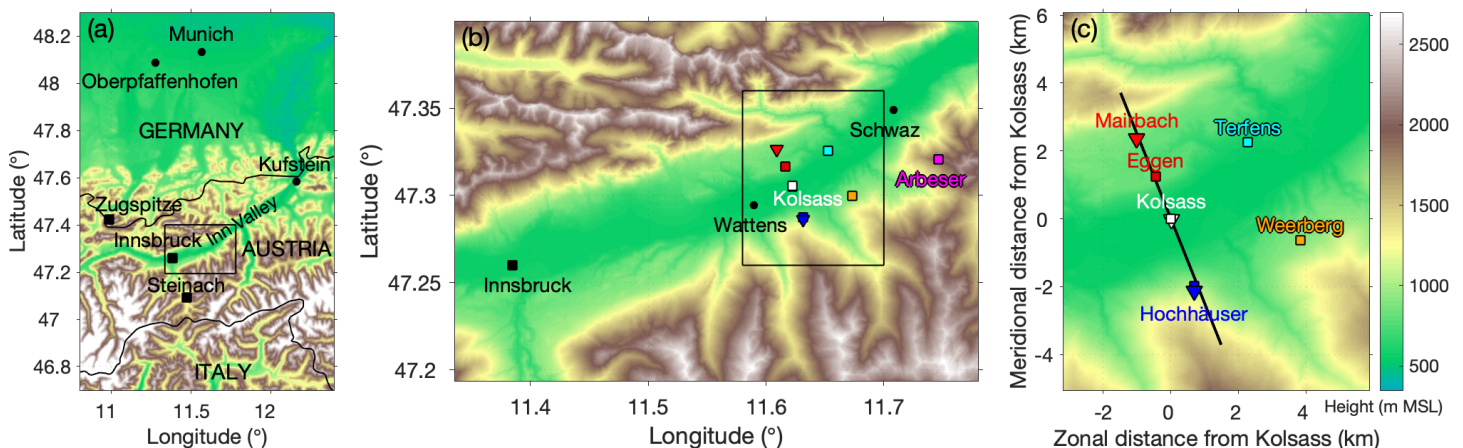 (a)
48.2
48
47.8
47.6
47.4
47.2
47
46.8
Latitude (°)
11
11.5
12
Longitude (°)
Munich
Oberpfaffenhofen
GERMANY
Kufstein
Zugspitze
Inn Valley
Innsbruck
AUSTRIA
Steinach
ITALY
(b)
47.35
47.3
47.25
47.2
Latitude (°)
11.4
11.5
11.6
11.7
Longitude (°)
Schwaz
Arbeser
Kolsass
Wattens
Innsbruck
(c)
6
4
2
0
-2
-4
Meridional distance from Kolsass (km)
-2
0
2
4
Zonal distance from Kolsass (km)
Mairbach
Terfens
Eggen
Kolsass
Weerberg
Hochhäuser
2500
2000
1500
1000
500
Height (m MSL)